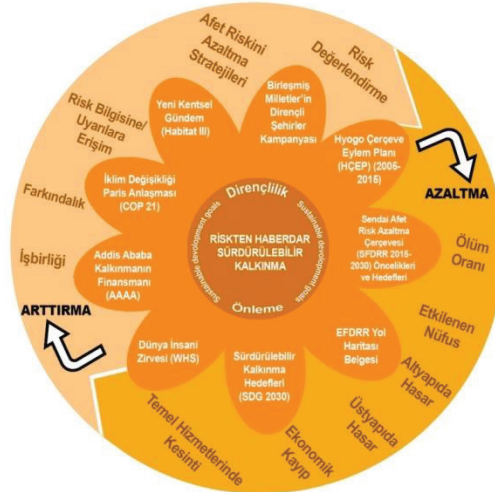 Afet Riskini
Azaltma
Stratejileri
Risk
Değerlendirme
AZALTMA
Ölüm
Oranı
Etkilenen
Nüfus
Altyapıda
Hasar
Üstyapıda
Hasar
Ekonomik
Kayıp
Temel Hizmetlerinde
Kesinti
ARTTIRMA
İşbirliği
Farkındalık
Risk Bilgisine/
Uyarılara
Erişim
Yeni Kentsel
Gündem
(Habitat III)
Birleşmiş
Milletler'in
Dirençli
Şehirler
Kampanyası
Hyogo Çerçeve
Eylem Planı
(HÇEP) (2005-
2015)
Sendai Afet
Risk Azaltma
Çerçevesi
(SFDRR 2015-
2030) Öncelikleri
ve Hedefleri
EFDRR Yol
Haritası
Belgesi
Sürdürülebilir
Kalkınma
Hedefleri
(SDG 2030)
Dünya İnsani
Zirvesi (WHS)
Addis Ababa
Kalkınmanın
Finansmanı
(AAAA)
İklim Değişikliği
Paris Anlaşması
(COP 21)
Dirençlilik
Sustainable development goals
Sustainable development goals
RİSKTEN HABERDAR
SÜRDÜRÜLEBİLİR
KALKINMA
Önleme